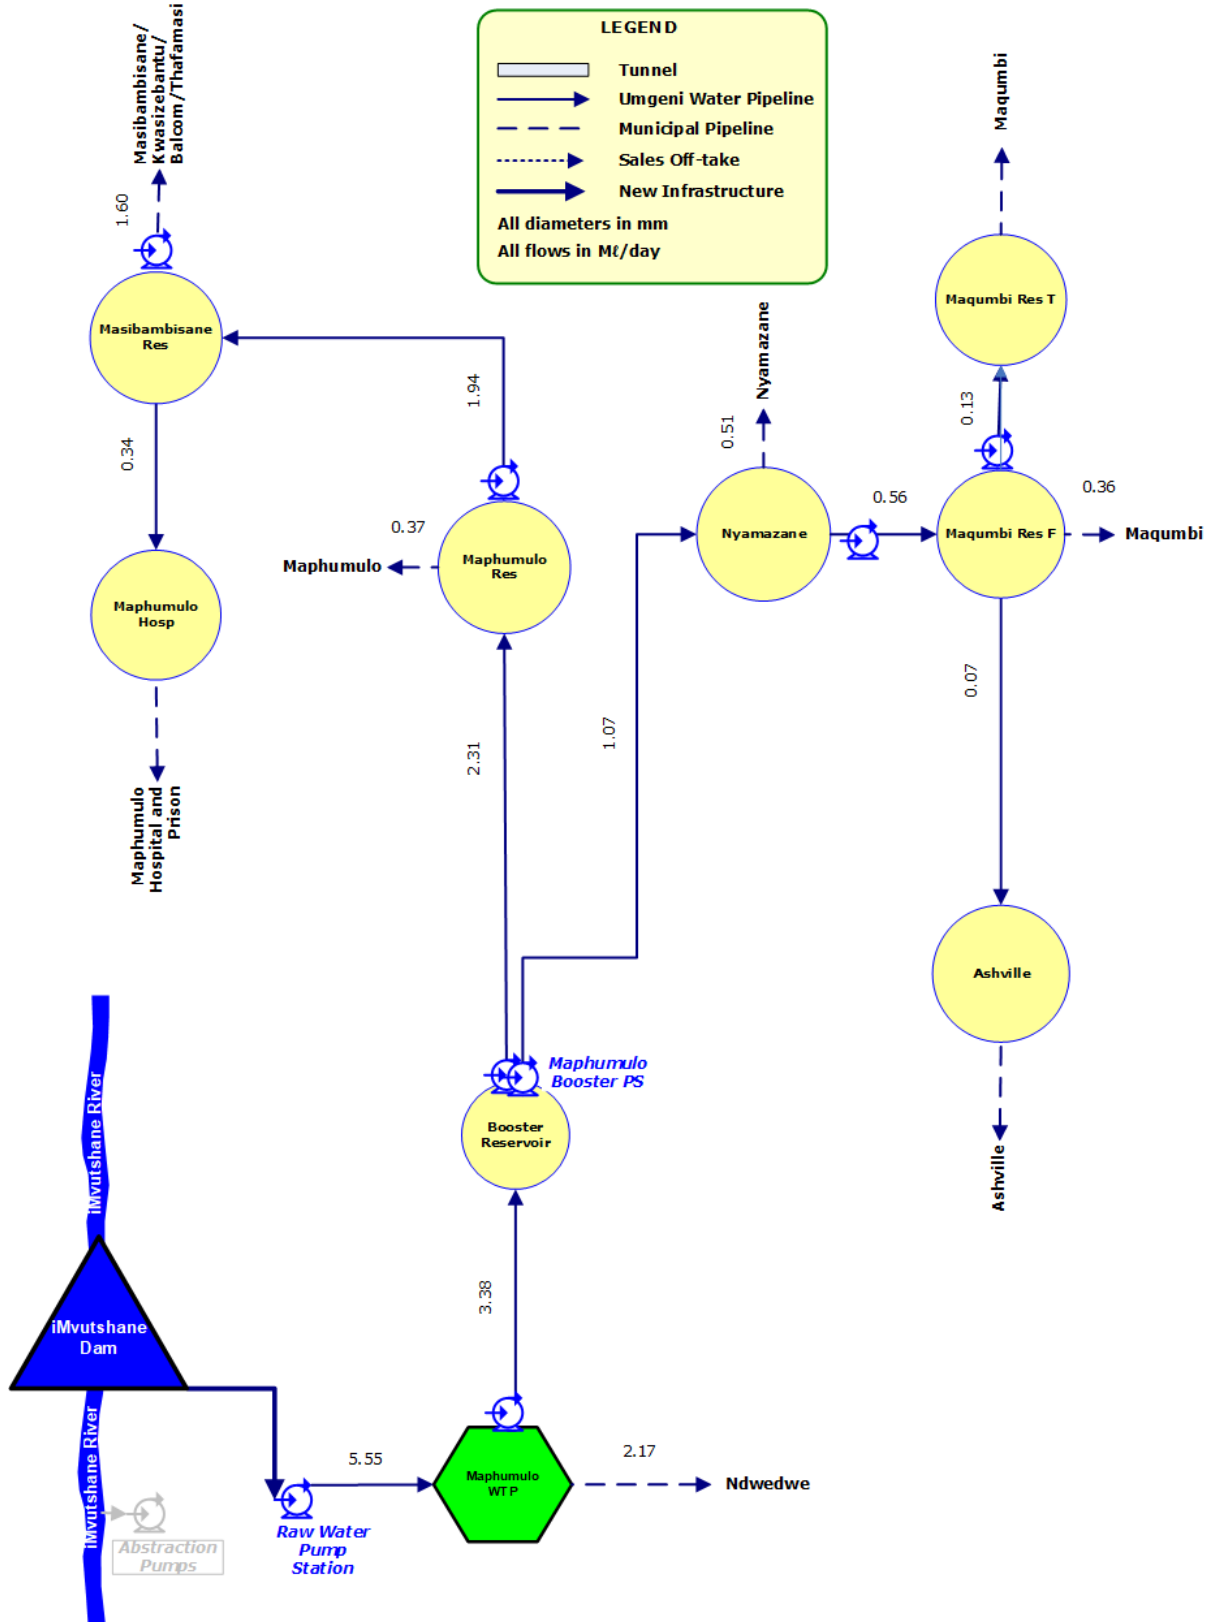 Masibambisane/
Kwasizebantu/
Balcom/Thafamasi
1.60
LEGEND
Tunnel
Umgeni Water Pipeline
Municipal Pipeline
Sales Off-take
New Infrastructure
All diameters in mm
All flows in Mℓ/day
Maqumbi
Maqumbi Res T
Masibambisane
Res
1.94
0.34
Nyamazane
0.51
0.13
0.37
Maphumulo
Maphumulo
Res
Nyamazane
0.56
Maqumbi Res F
0.36
Maqumbi
Maphumulo
Hosp
0.07
2.31
1.07
Maphumulo
Hospital and
Prison
Ashville
Maphumulo
Booster PS
Booster
Reservoir
Ashville
iMvutshane River
3.38
iMvutshane
Dam
iMvutshane River
5.55
Maphumulo
WTP
2.17
Ndwedwe
Raw Water
Pump
Station
Abstraction
Pumps